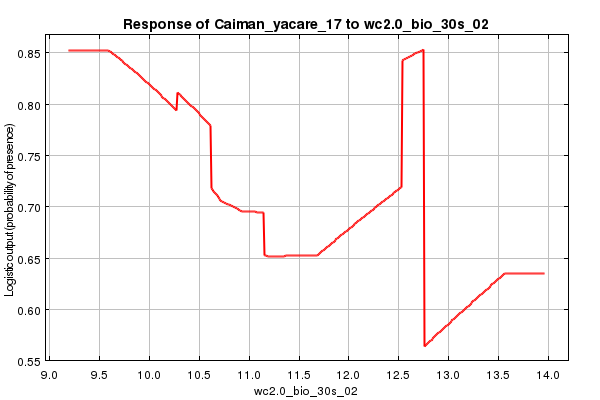 Response of Caiman_yacare_17 to wc2.0_bio_30s_02
Logistic output (probability of presence)
0.85
0.80
0.75
0.70
0.65
0.60
0.55
9.0 9.5 10.0 10.5 11.0 11.5 12.0 12.5 13.0 13.5 14.0
wc2.0_bio_30s_02